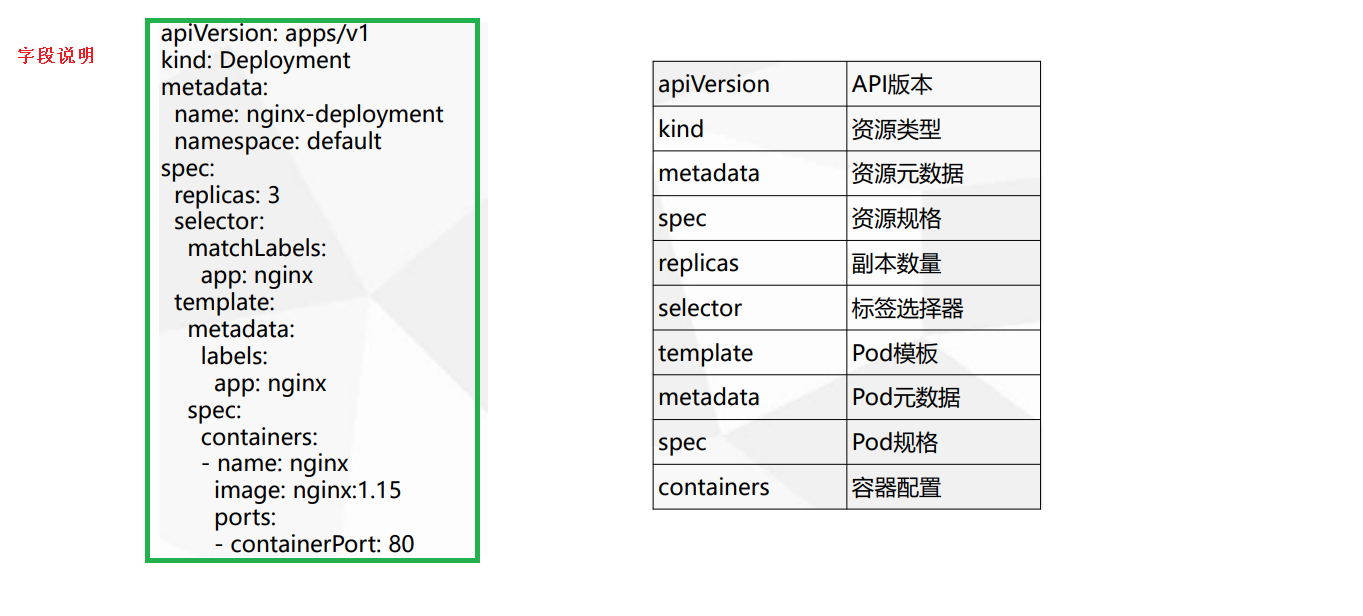 字段说明
apiVersion: apps/v1
kind: Deployment
metadata:
  name: nginx-deployment
  namespace: default
spec:
  replicas: 3
  selector:
    matchLabels:
      app: nginx
  template:
    metadata:
      labels:
        app: nginx
    spec:
      containers:
      - name: nginx
        image: nginx:1.15
        ports:
        - containerPort: 80
apiVersion API版本
kind 资源类型
metadata 资源元数据
spec 资源规格
replicas 副本数量
selector 标签选择器
template Pod模板
metadata Pod元数据
spec Pod规格
containers 容器配置